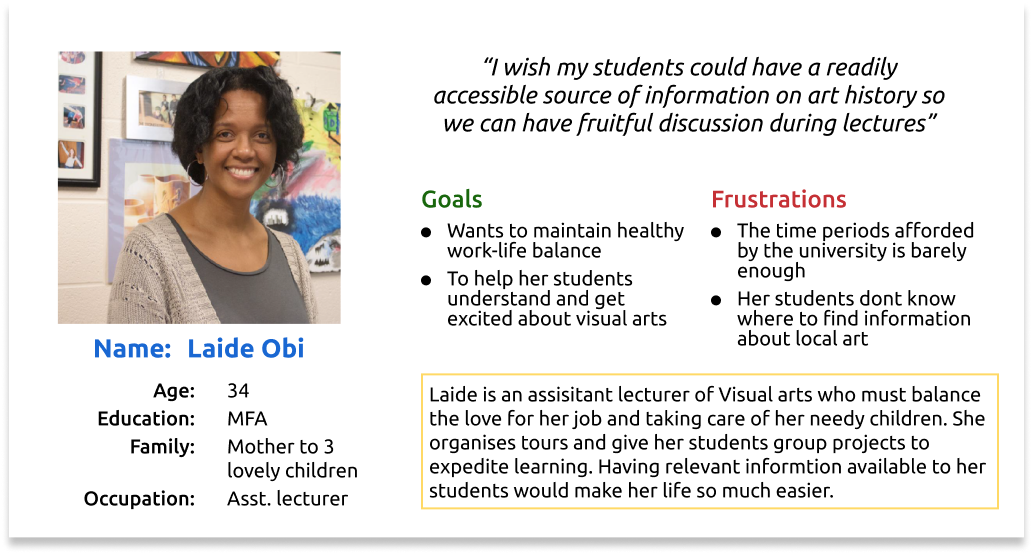 “I wish my students could have a readily
accessible source of information on art history so
we can have fruitful discussion during lectures”
Goals
Wants to maintain healthy
work-life balance
To help her students
understand and get
excited about visual arts
Frustrations
The time periods afforded
by the university is barely
enough
Her students dont know
where to find information
about local art
Name: Laide Obi
Age: 34
Education: MFA
Family: Mother to 3
lovely children
Occupation: Asst. lecturer
Laide is an assisitant lecturer of Visual arts who must balance
the love for her job and taking care of her needy children. She
organises tours and give her students group projects to
expedite learning. Having relevant informtion available to her
students would make her life so much easier.